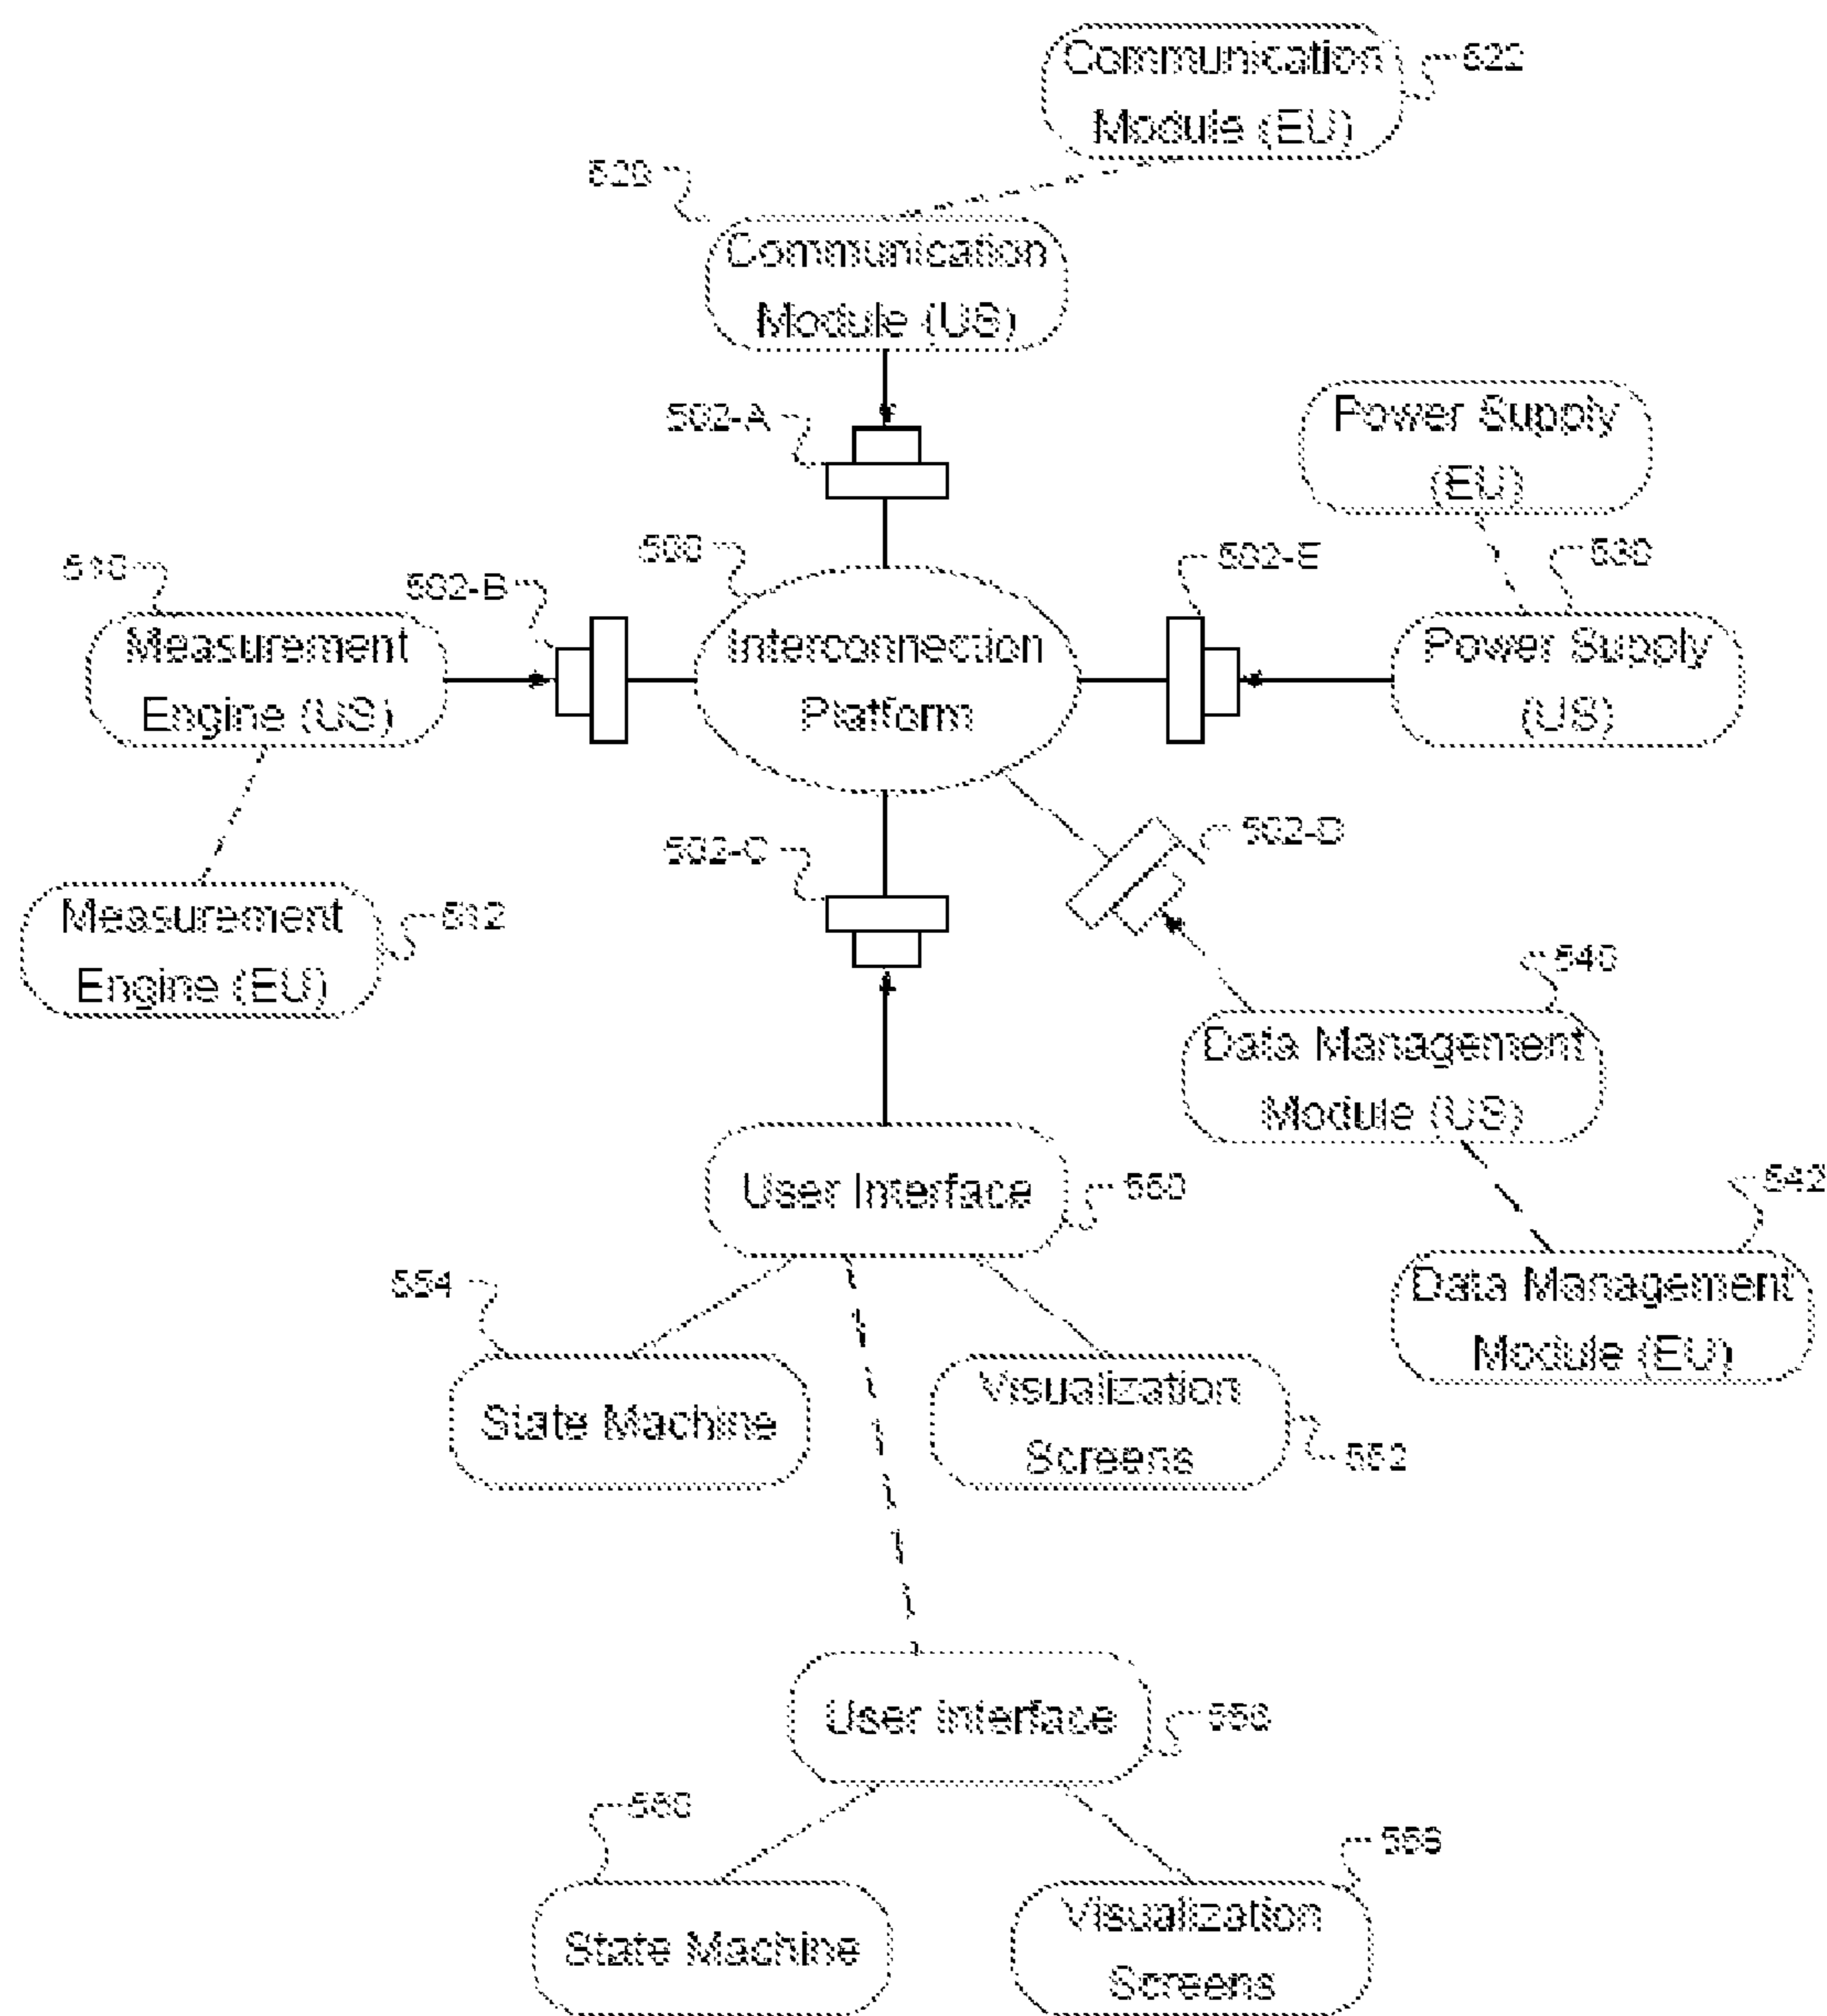 Communication
Module (EU)
522
520
Communication
Module (US)
502-A
Power Supply
(EU)
510
502-B
500
502-E
530
Measurement
Engine (US)
Interconnection
Platform
Power Supply
(US)
502-C
502-D
Measurement
Engine (EU)
512
540
Data Management
Module (US)
User Interface
550
542
554
Data Management
Module (EU)
State Machine
Visualization
Screens
552
User interface
560
State Machine
Visualization
Screens